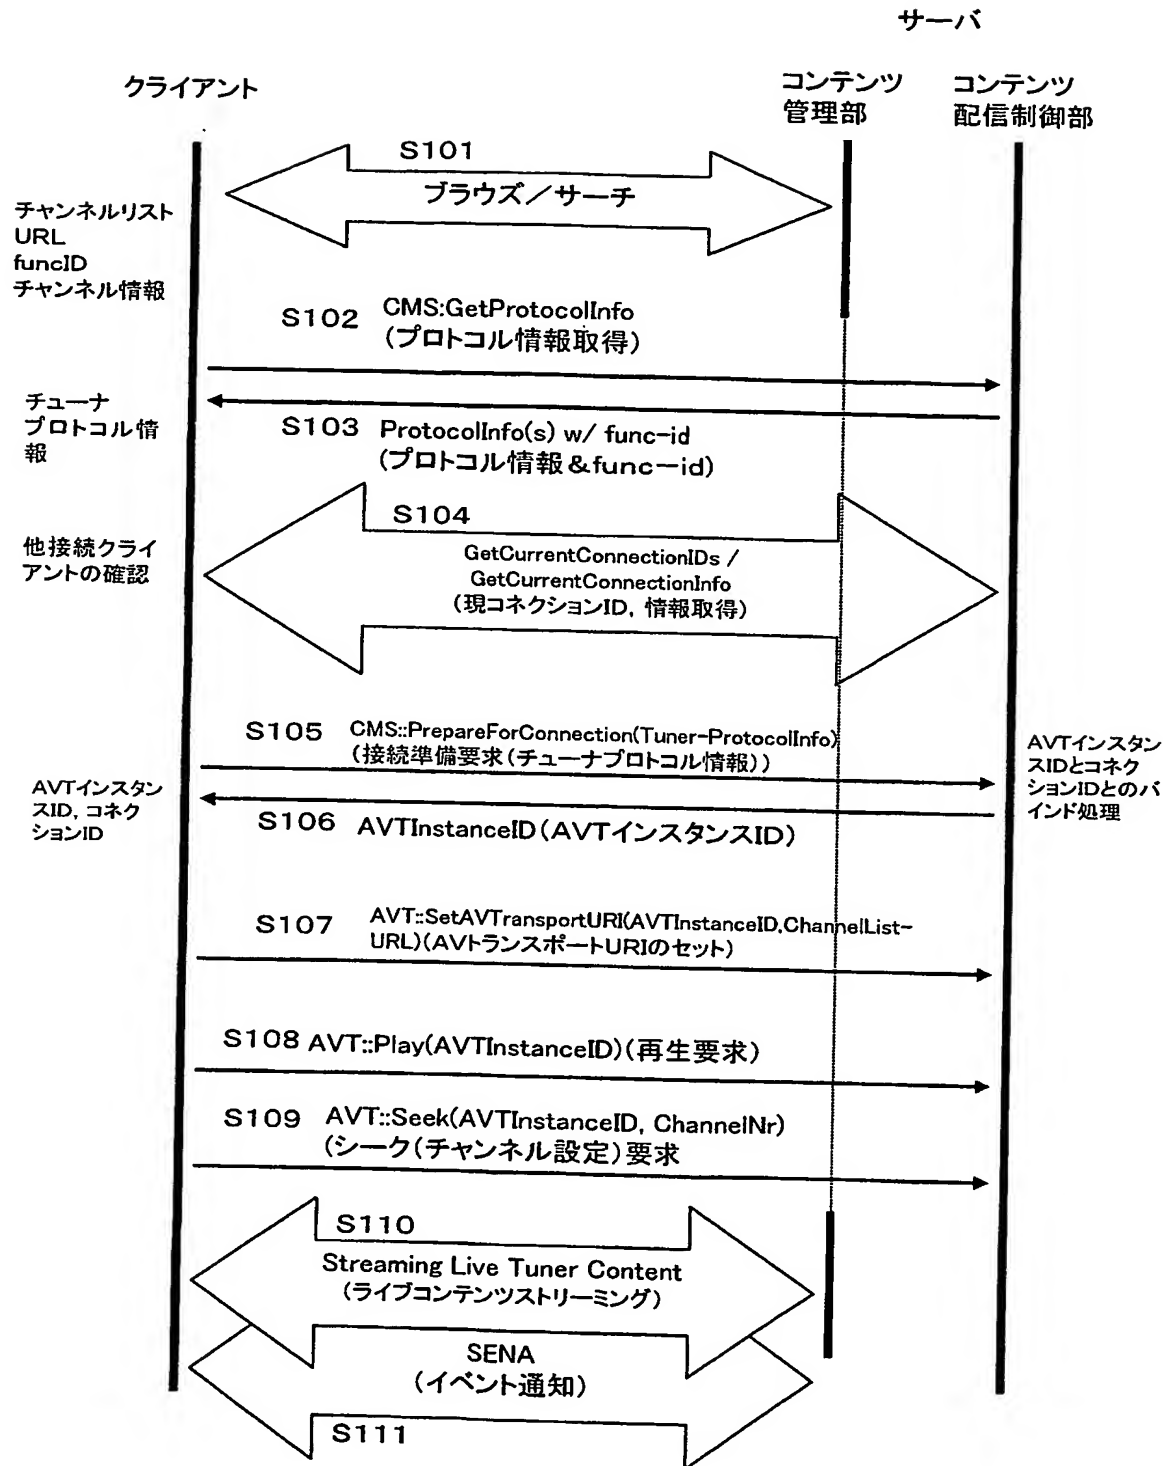 サーバ
クライアント
コンテンツ
管理部
コンテンツ
配信制御部
S101
ブラウズ／サーチ
チャンネルリスト
URL
funcID
チャンネル情報
S102
CMS:GetProtocolInfo
(プロトコル情報取得)
チューナ
プロトコル情
報
S103
ProtocolInfo(s) w/ func-id
(プロトコル情報＆func－id)
S104
他接続クライ
アントの確認
GetCurrentConnectionIDs /
GetCurrentConnectionInfo
(現コネクションID, 情報取得)
S105
CMS::PrepareForConnection(Tuner-ProtocolInfo)
(接続準備要求(チューナプロトコル情報))
AVTインスタン
スIDとコネク
ションIDとのバ
インド処理
AVTインスタン
スID, コネク
ションID
S106
AVTInstanceID(AVTインスタンスID)
S107
AVT::SetAVTransportURI(AVTInstanceID,ChannelList-
URL)(AVトランスポートURIのセット)
S108 AVT::Play(AVTInstanceID)(再生要求)
S109
AVT::Seek(AVTInstanceID, ChannelNr)
(シーク(チャンネル設定)要求
S110
Streaming Live Tuner Content
(ライブコンテンツストリーミング)
SENA
(イベント通知)
S111